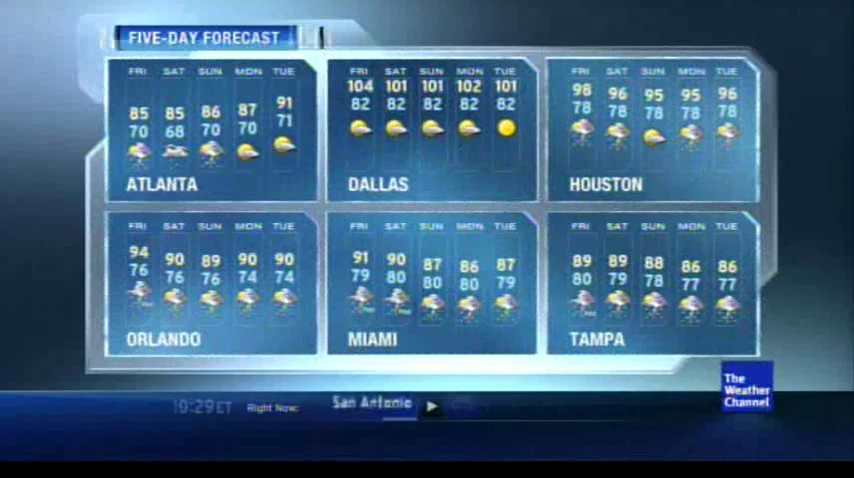 FIVE-DAY FORECAST
FRI SAT SUN MON TUE
85 85 86 87 91
70 68 70 70 71
ATLANTA
FRI SAT SUN MON TUE
104 101 101 102 101
82 82 82 82 82
DALLAS
FRI SAT SUN MON TUE
98 96 95 95 96
78 78 78 78 78
HOUSTON
FRI SAT SUN MON TUE
94 90 89 90 90
76 76 76 74 74
ORLANDO
FRI SAT SUN MON TUE
91 90 87 86 87
79 80 80 80 79
MIAMI
FRI SAT SUN MON TUE
89 89 88 86 86
80 79 78 77 77
TAMPA
The
Weather
Channel
10:29 ET Right Now: San Antonio